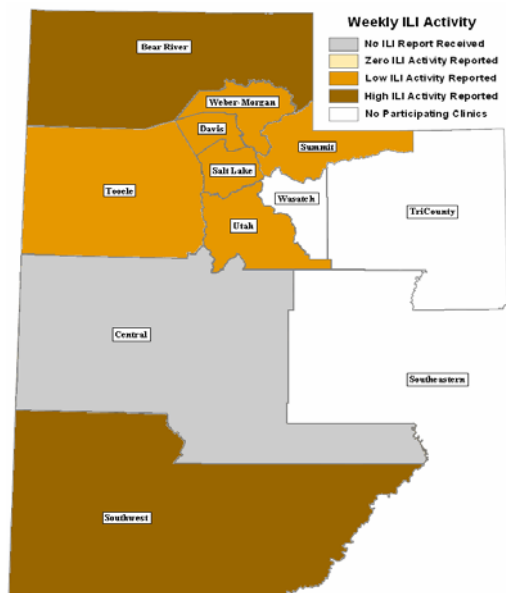 Weekly ILI Activity
No ILI Report Received
Zero ILI Activity Reported
Low ILI Activity Reported
High ILI Activity Reported
No Participating Clinics
Bear River
Weber-Morgan
Davis
Summit
Salt Lake
Tooele
Wasatch
TriCounty
Utah
Central
Southeastern
Southwest